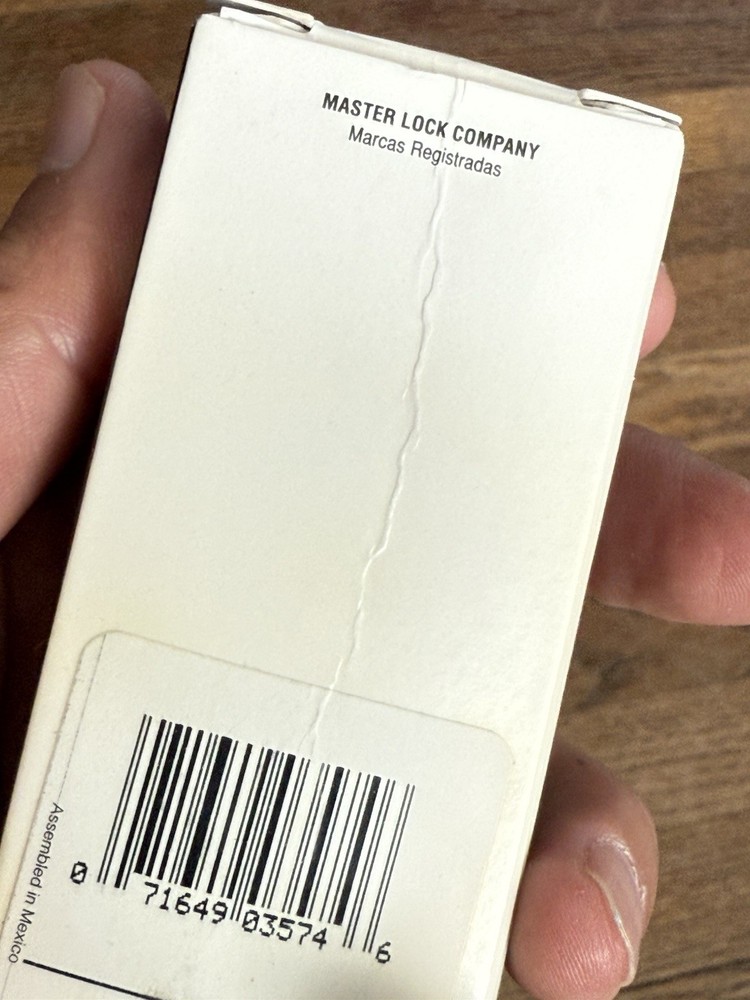 MASTER LOCK COMPANY
Marcas Registradas
Assembled in Mexico
0 71649 03574 6